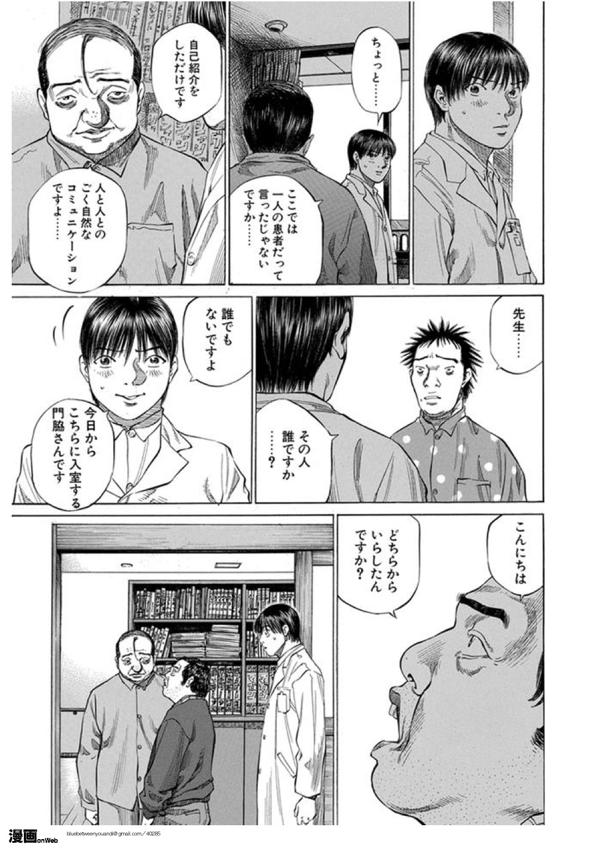 ちょっと……
ここでは
一人の患者だって
言ったじゃない
ですか……
自己紹介を
しただけです
人と人との
ごく自然な
コミュニケーション
ですよ……
先生
……
その人
誰ですか
……?
誰でも
ないですよ
今日から
こちらに入室する
門脇さんです
こんにちは
どちらから
いらしたん
ですか?
漫画 on Web
bluebetweenyouandi@gmail.com/40285